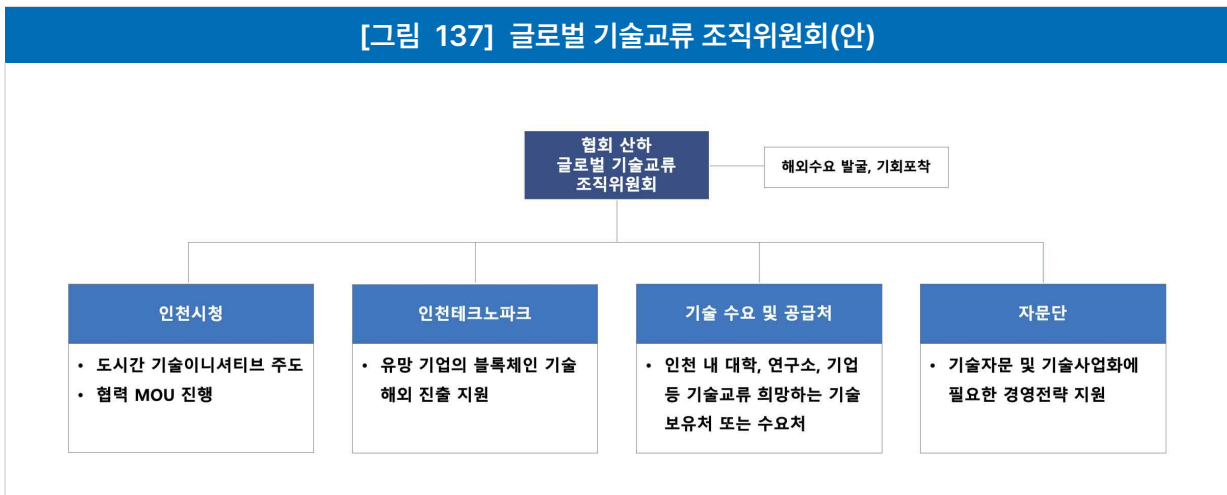 [그림 137] 글로벌 기술교류 조직위원회(안)
협회 산하
글로벌 기술교류
조직위원회
해외수요 발굴, 기회포착
인천시청
• 도시간 기술이니셔티브 주도
• 협력 MOU 진행
인천테크노파크
• 유망 기업의 블록체인 기술
해외 진출 지원
기술 수요 및 공급처
• 인천 내 대학, 연구소, 기업
등 기술교류 희망하는 기술
보유처 또는 수요처
자문단
• 기술자문 및 기술사업화에
필요한 경영전략 지원